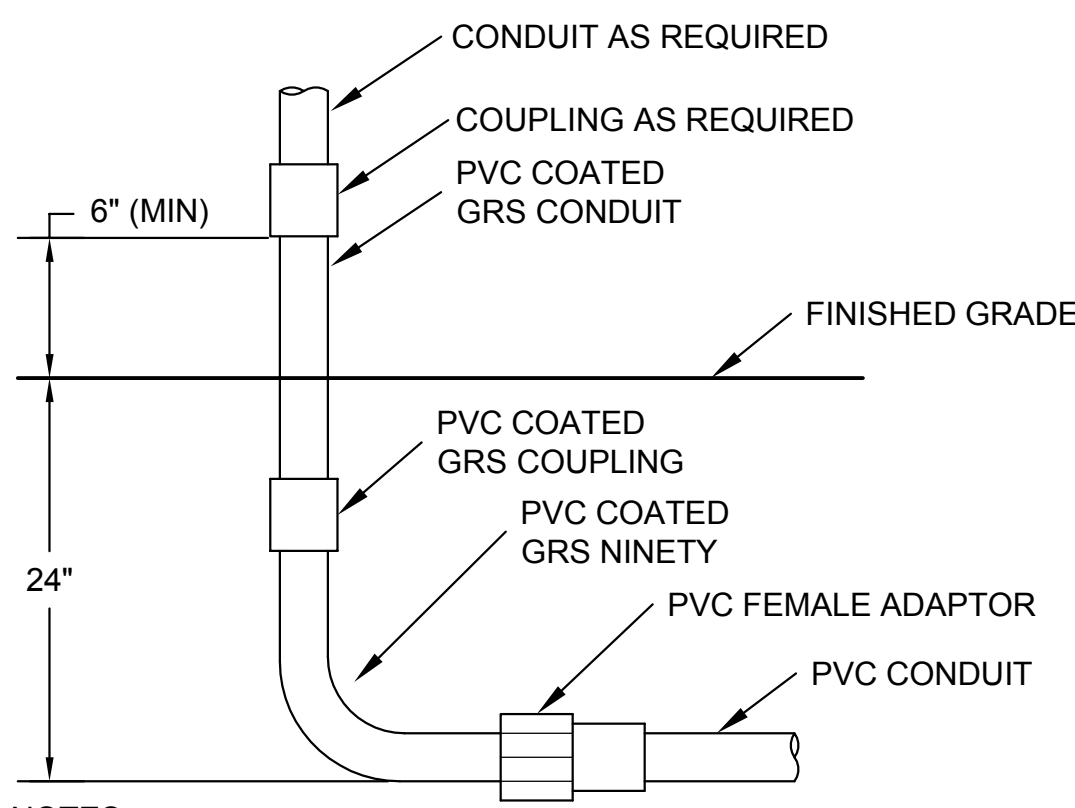 CONDUIT AS REQUIRED
COUPLING AS REQUIRED
PVC COATED
GRS CONDUIT
6" (MIN)
FINISHED GRADE
PVC COATED
GRS COUPLING
PVC COATED
GRS NINETY
24"
PVC FEMALE ADAPTOR
PVC CONDUIT
NOTES